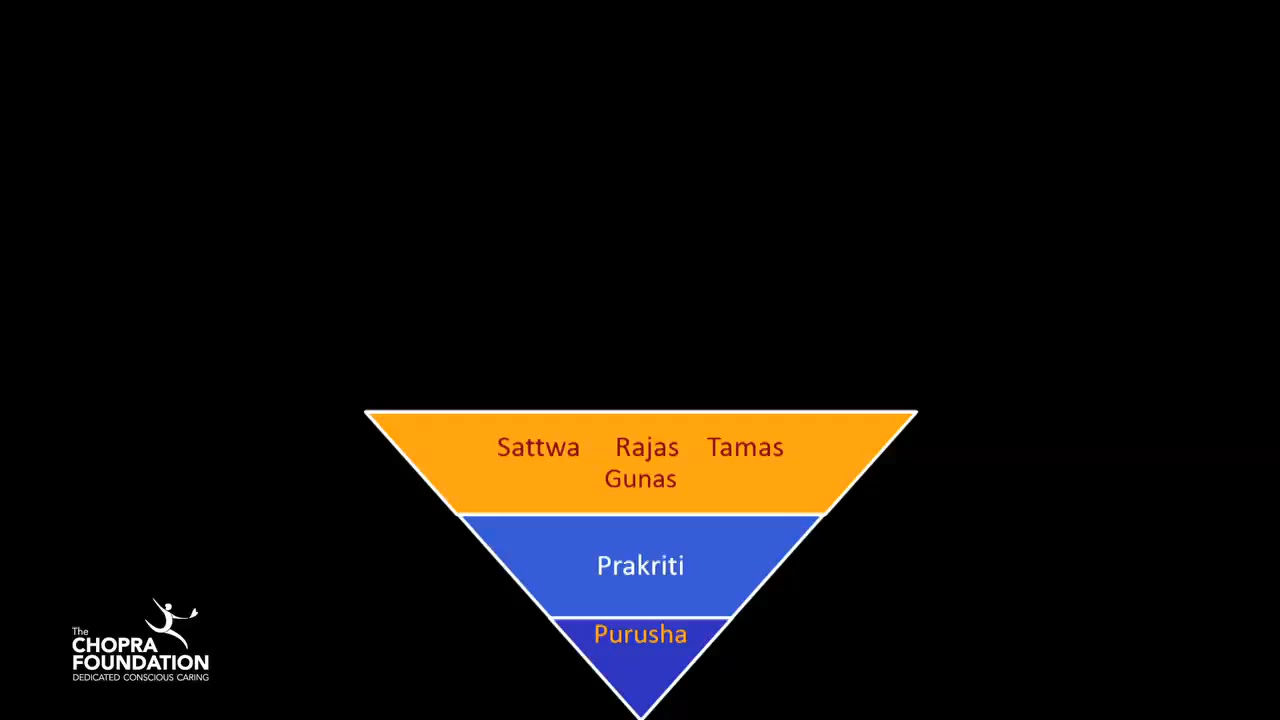 Sattwa Rajas Tamas
Gunas
Prakriti
Purusha
The
CHOPRA
FOUNDATION
DEDICATED CONSCIOUS CARING